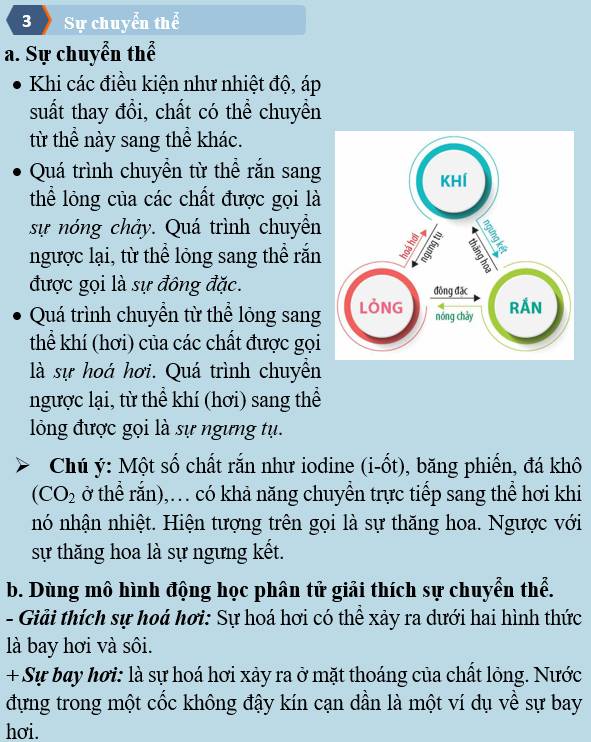 3 Sự chuyển thể
a. Sự chuyển thể
• Khi các điều kiện như nhiệt độ, áp
suất thay đổi, chất có thể chuyển
từ thể này sang thể khác.
• Quá trình chuyển từ thể rắn sang
thể lỏng của các chất được gọi là
sự nóng chảy. Quá trình chuyển
ngược lại, từ thể lỏng sang thể rắn
được gọi là sự đông đặc.
• Quá trình chuyển từ thể lỏng sang
thể khí (hơi) của các chất được gọi
là sự hoá hơi. Quá trình chuyển
ngược lại, từ thể khí (hơi) sang thể
lỏng được gọi là sự ngưng tụ.
KHÍ
hoá hơi
ngưng tụ
ngưng kết
thăng hoa
LỎNG
đông đặc
nóng chảy
RẮN
➢ Chú ý: Một số chất rắn như iodine (i-ốt), băng phiến, đá khô
(CO₂ ở thể rắn),… có khả năng chuyển trực tiếp sang thể hơi khi
nó nhận nhiệt. Hiện tượng trên gọi là sự thăng hoa. Ngược với
sự thăng hoa là sự ngưng kết.
b. Dùng mô hình động học phân tử giải thích sự chuyển thể.
- Giải thích sự hoá hơi: Sự hoá hơi có thể xảy ra dưới hai hình thức
là bay hơi và sôi.
+ Sự bay hơi: là sự hoá hơi xảy ra ở mặt thoáng của chất lỏng. Nước
đựng trong một cốc không đậy kín cạn dần là một ví dụ về sự bay
hơi.